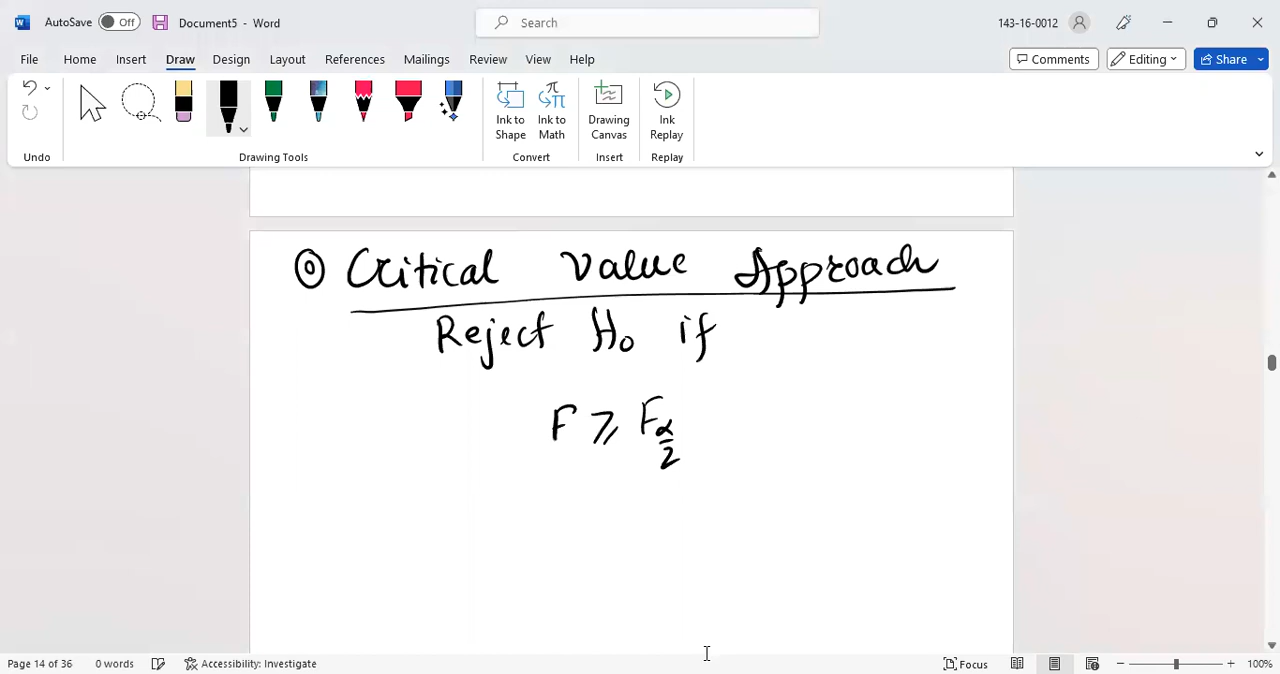 AutoSave Off Document5 - Word Search 143-16-0012
File Home Insert Draw Design Layout References Mailings Review View Help Comments Editing Share
Undo Drawing Tools Ink to Shape Ink to Math Convert Drawing Canvas Insert Ink Replay Replay
Critical Value Approach
Reject H₀ if
F ⩾ F α/2
Page 14 of 36 0 words Accessibility: Investigate Focus 100%